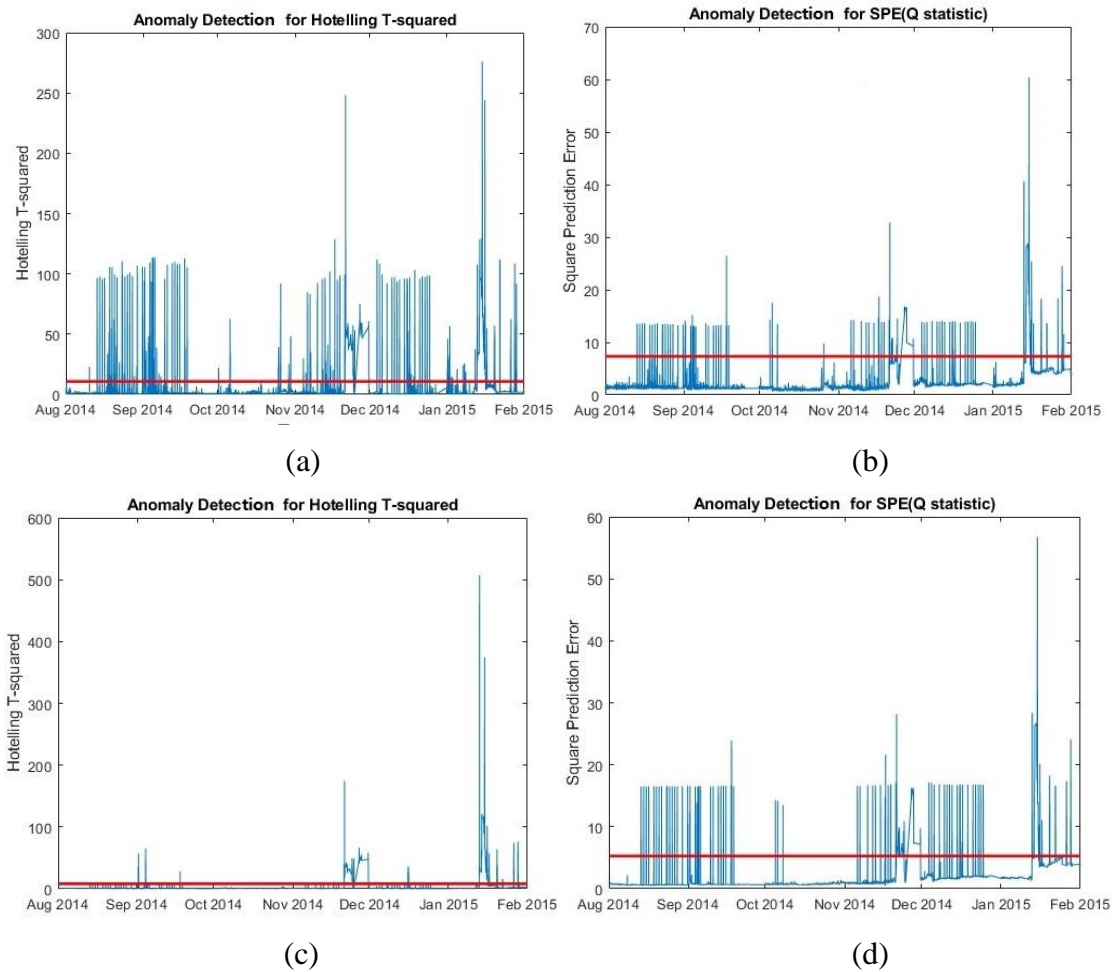 Anomaly Detection for Hotelling T-squared
300
250
200
150
100
50
0
Hotelling T-squared
Aug 2014 Sep 2014 Oct 2014 Nov 2014 Dec 2014 Jan 2015 Feb 2015
(a)
Anomaly Detection for SPE(Q statistic)
70
60
50
40
30
20
10
0
Square Prediction Error
Aug 2014 Sep 2014 Oct 2014 Nov 2014 Dec 2014 Jan 2015 Feb 2015
(b)
Anomaly Detection for Hotelling T-squared
600
500
400
300
200
100
0
Hotelling T-squared
Aug 2014 Sep 2014 Oct 2014 Nov 2014 Dec 2014 Jan 2015 Feb 2015
(c)
Anomaly Detection for SPE(Q statistic)
60
50
40
30
20
10
0
Square Prediction Error
Aug 2014 Sep 2014 Oct 2014 Nov 2014 Dec 2014 Jan 2015 Feb 2015
(d)